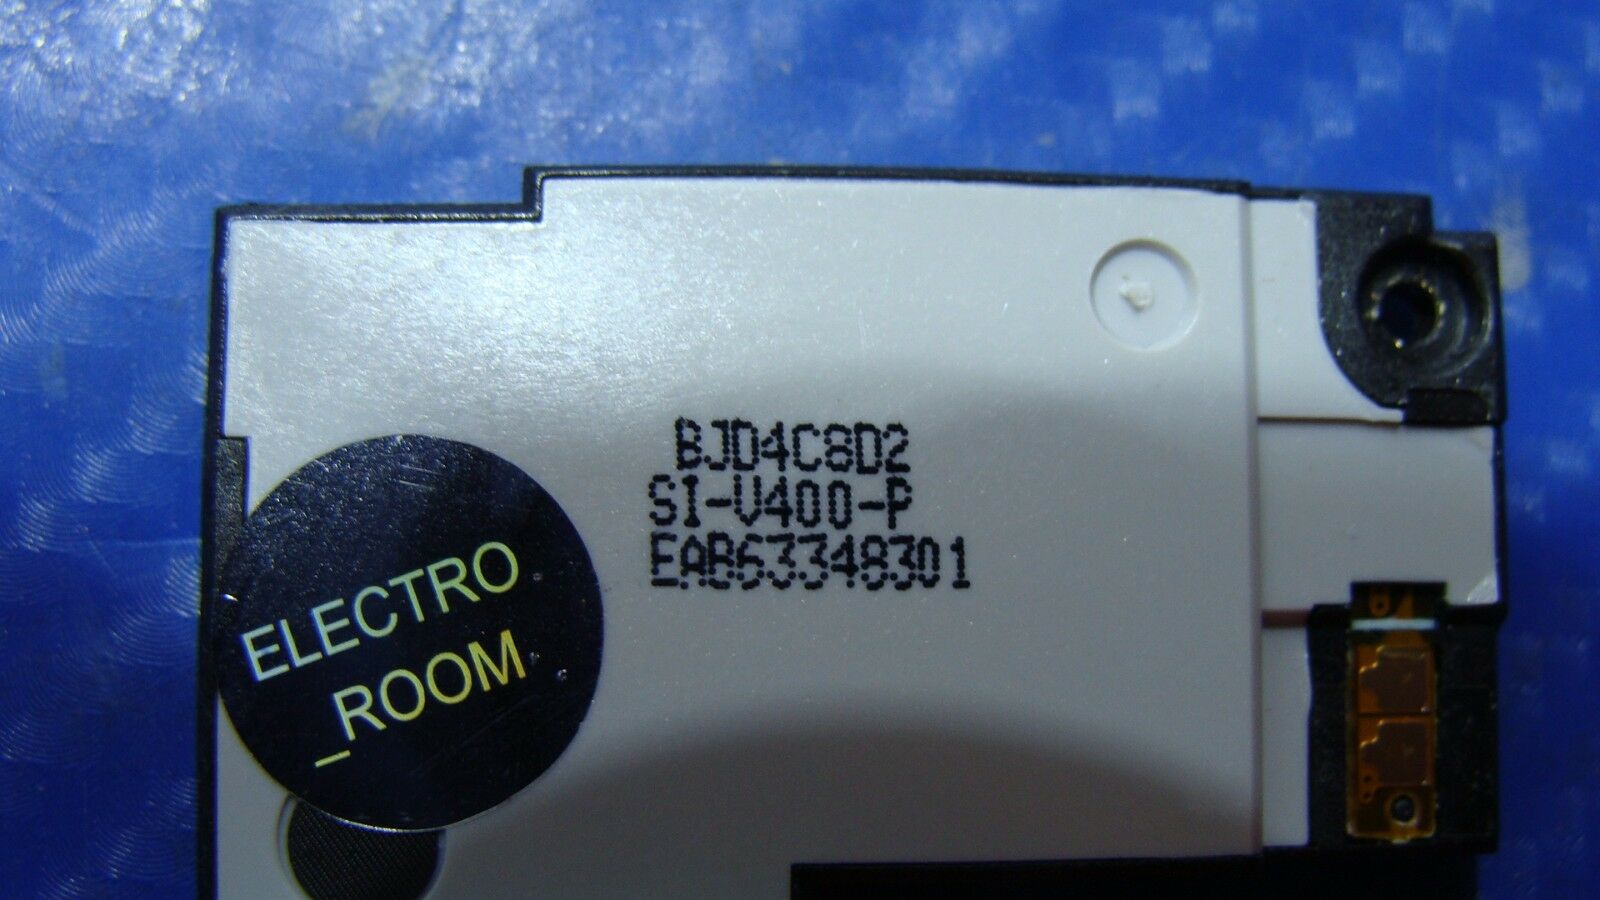 BJD4C8D2
SI-V400-P
EAB63348301
ELECTRO
_ROOM